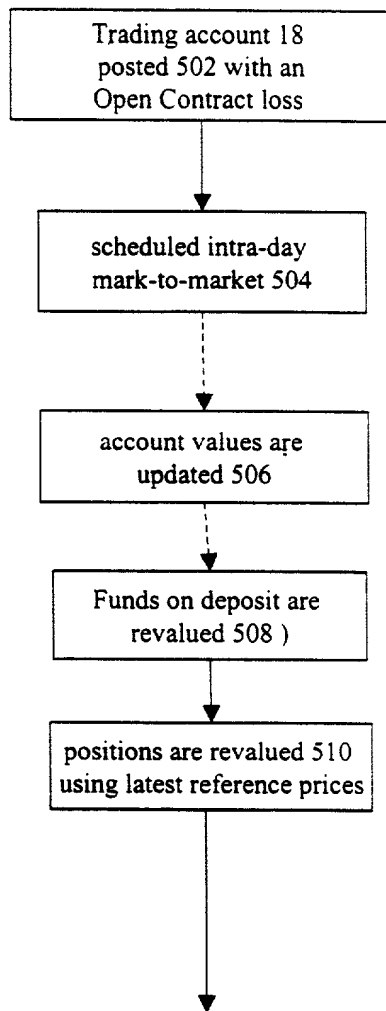 Trading account 18
posted 502 with an
Open Contract loss
scheduled intra-day
mark-to-market 504
account values are
updated 506
Funds on deposit are
revalued 508 )
positions are revalued 510
using latest reference prices